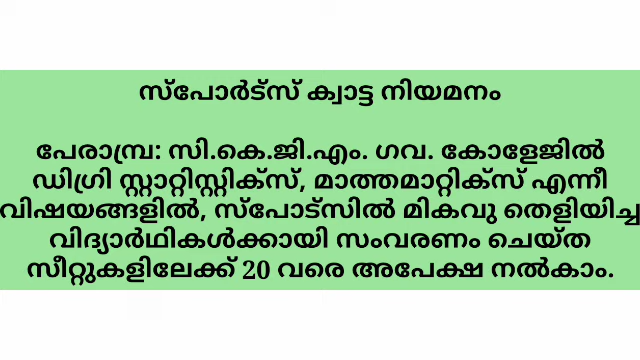 സ്പോർട്സ് ക്വാട്ട നിയമനം
പേരാമ്പ്ര: സി.കെ.ജി.എം. ഗവ. കോളേജിൽ
ഡിഗ്രി സ്റ്റാറ്റിസ്റ്റിക്സ്, മാത്തമാറ്റിക്സ് എന്നീ
വിഷയങ്ങളിൽ, സ്പോട്സിൽ മികവു തെളിയിച്ച
വിദ്യാർഥികൾക്കായി സംവരണം ചെയ്ത
സീറ്റുകളിലേക്ക് 20 വരെ അപേക്ഷ നൽകാം.